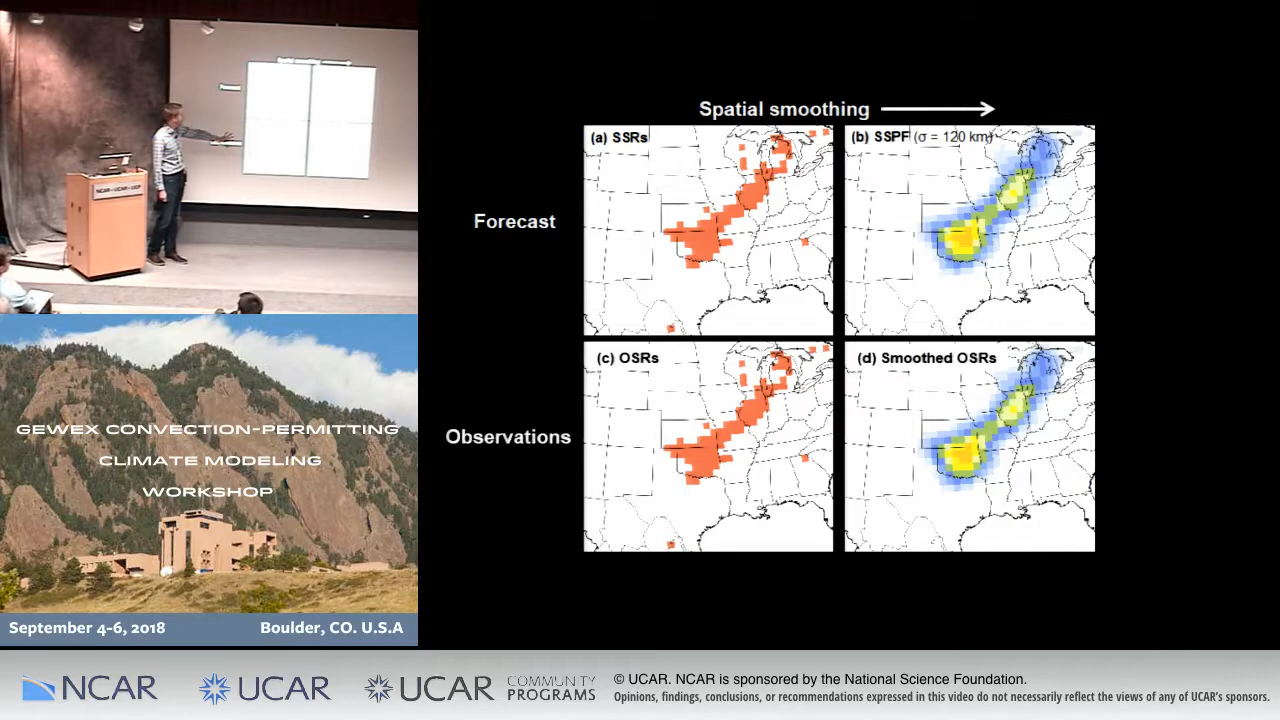 Spatial smoothing
(a) SSRs
(b) SSPF (σ = 120 km)
Forecast
(c) OSRs
(d) Smoothed OSRs
Observations
NCAR-UCAR-UCP
GEWEX CONVECTION-PERMITTING
CLIMATE MODELING
WORKSHOP
September 4-6, 2018
Boulder, CO. U.S.A
NCAR
UCAR
UCAR
COMMUNITY
PROGRAMS
© UCAR. NCAR is sponsored by the National Science Foundation.
Opinions, findings, conclusions, or recommendations expressed in this video do not necessarily reflect the views of any of UCAR's sponsors.